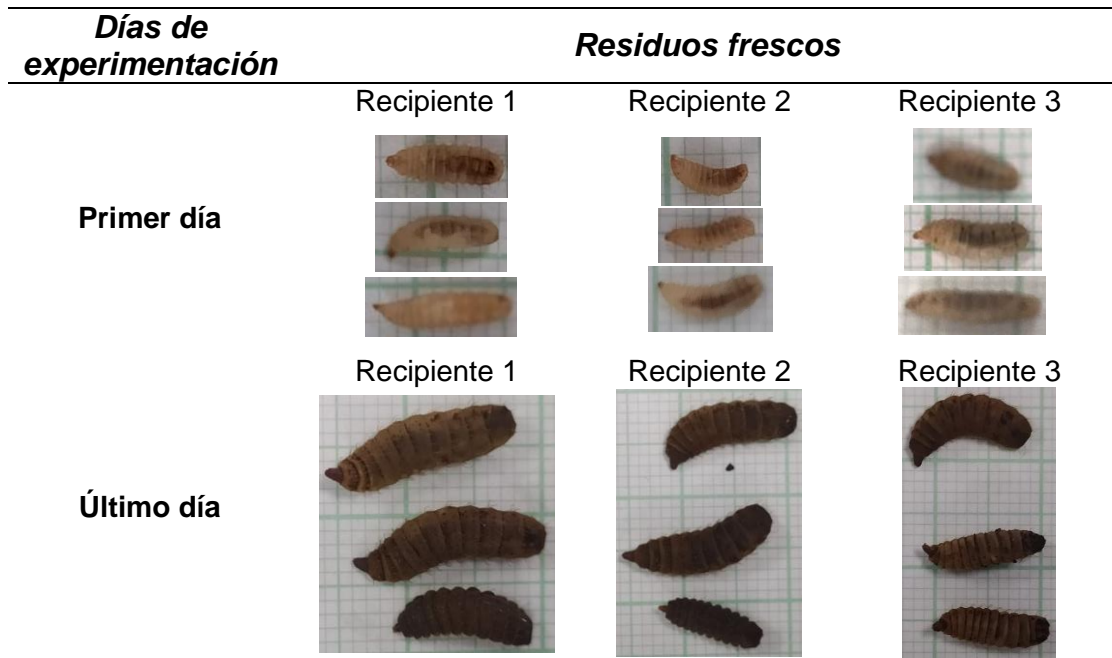 Días de
experimentación
Residuos frescos
Recipiente 1 Recipiente 2 Recipiente 3
Primer día
Recipiente 1 Recipiente 2 Recipiente 3
Último día